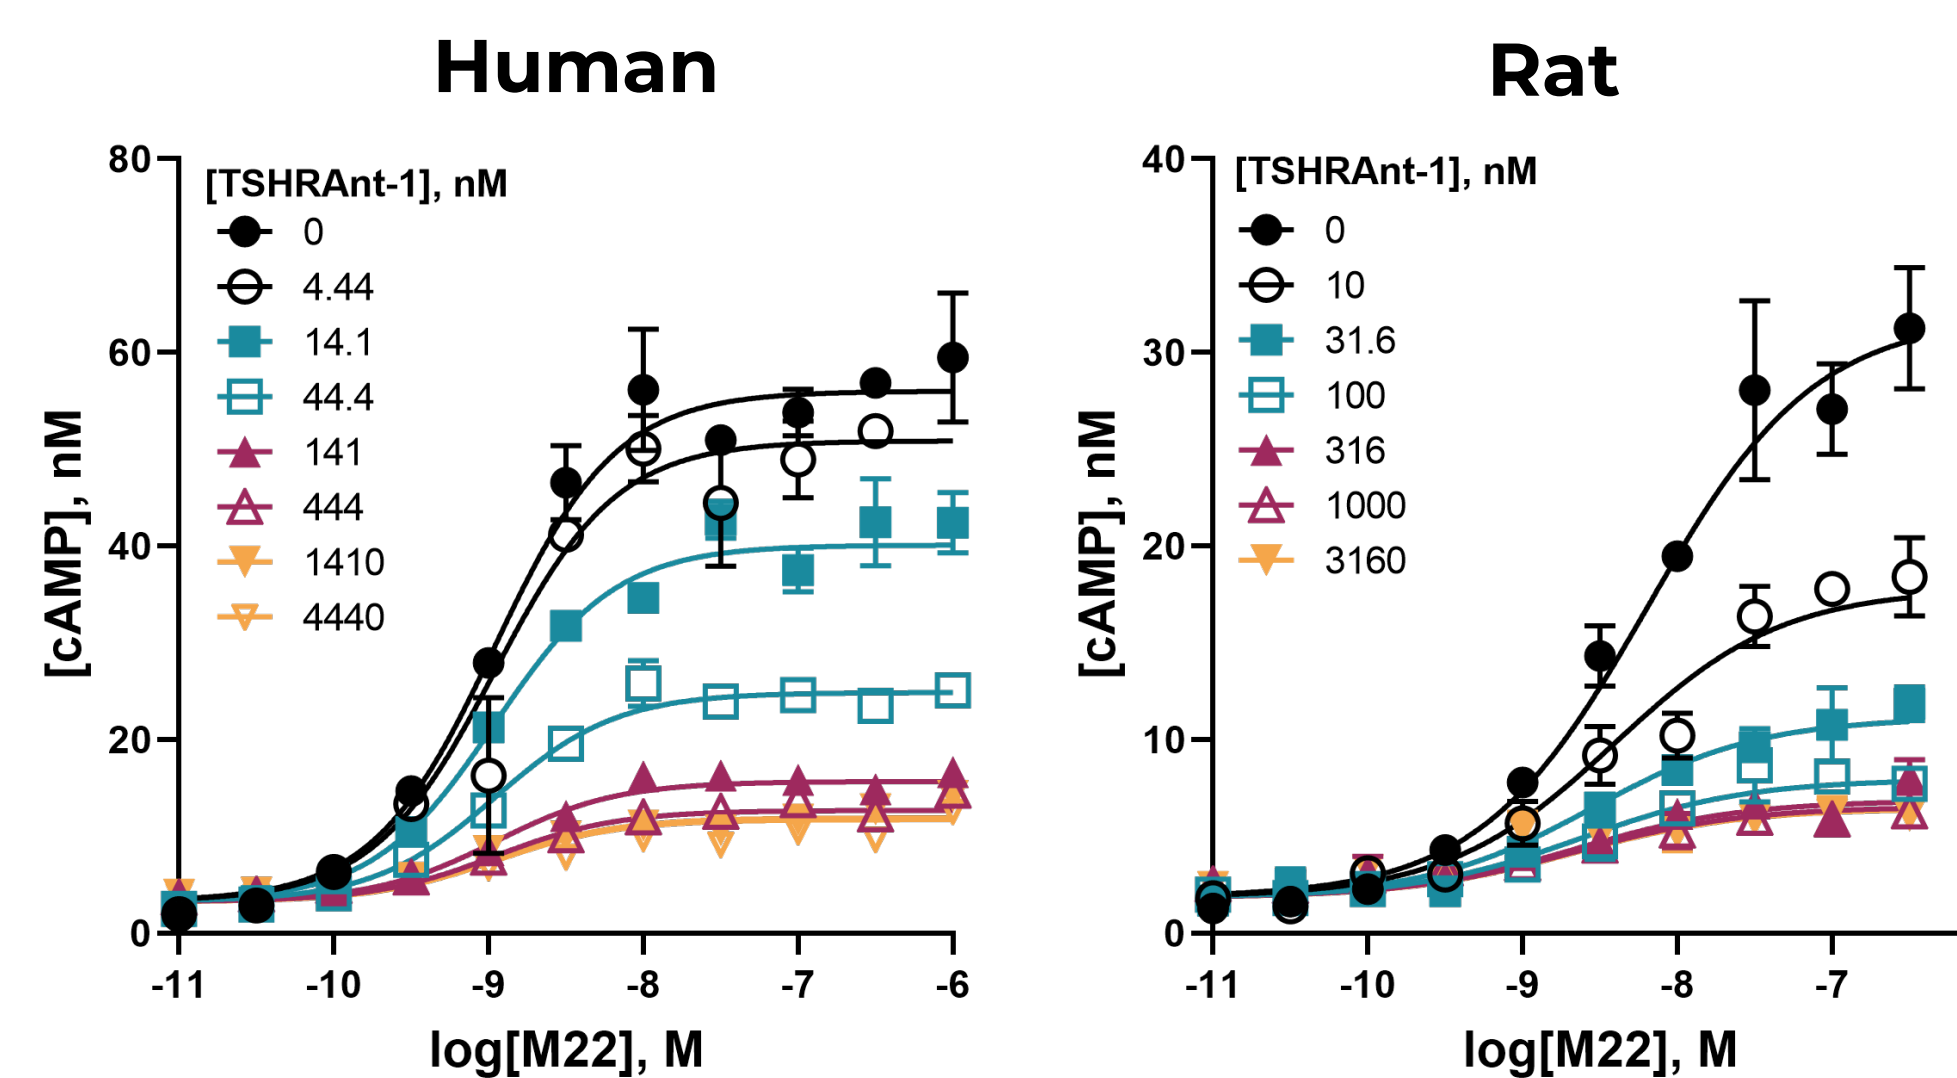 Human
80
60
40
20
0
[cAMP], nM
[TSHRAnt-1], nM
0
4.44
14.1
44.4
141
444
1410
4440
-11 -10 -9 -8 -7 -6
log[M22], M
Rat
40
30
20
10
0
[cAMP], nM
[TSHRAnt-1], nM
0
10
31.6
100
316
1000
3160
-11 -10 -9 -8 -7
log[M22], M